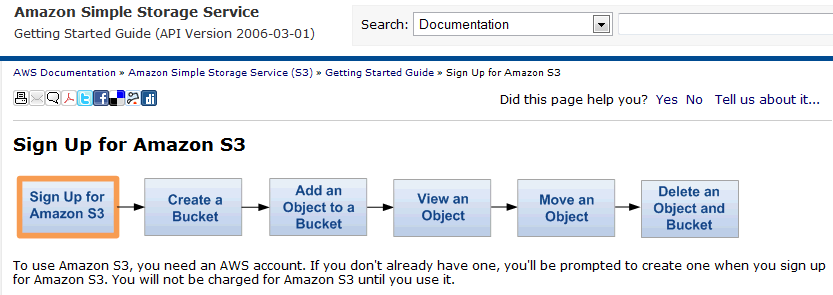 Amazon Simple Storage Service
Getting Started Guide (API Version 2006-03-01)
Search: Documentation
AWS Documentation » Amazon Simple Storage Service (S3) » Getting Started Guide » Sign Up for Amazon S3
Did this page help you? Yes No Tell us about it...
Sign Up for Amazon S3
Sign Up for
Amazon S3
Create a
Bucket
Add an
Object to a
Bucket
View an
Object
Move an
Object
Delete an
Object and
Bucket
To use Amazon S3, you need an AWS account. If you don't already have one, you'll be prompted to create one when you sign up
for Amazon S3. You will not be charged for Amazon S3 until you use it.